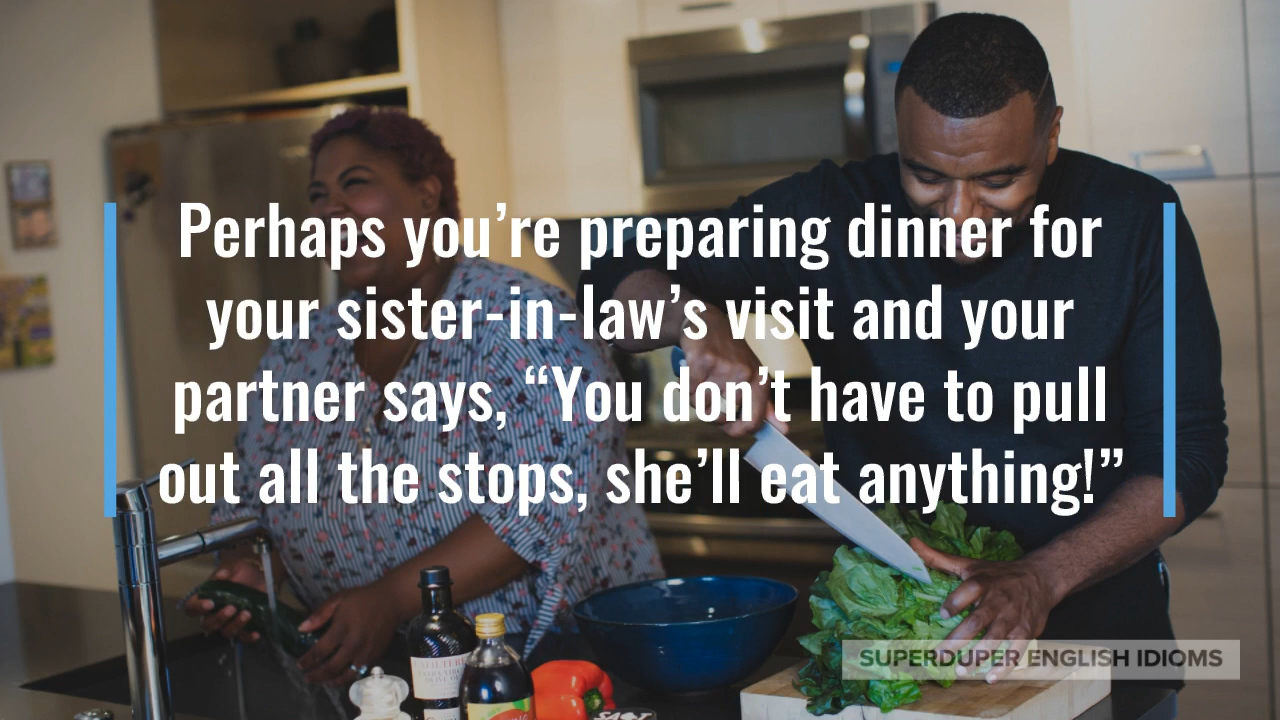 Perhaps you’re preparing dinner for
your sister-in-law’s visit and your
partner says, “You don’t have to pull
out all the stops, she’ll eat anything!”
SUPERDUPER ENGLISH IDIOMS